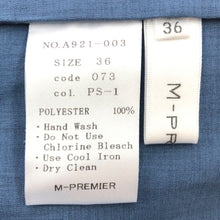 NO.A921-003
SIZE 36
code 073
col. PS-1
POLYESTER 100%
・Hand Wash
・Do Not Use
Chlorine Bleach
・Use Cool Iron
・Dry Clean
M-PREMIER
36
M-PR